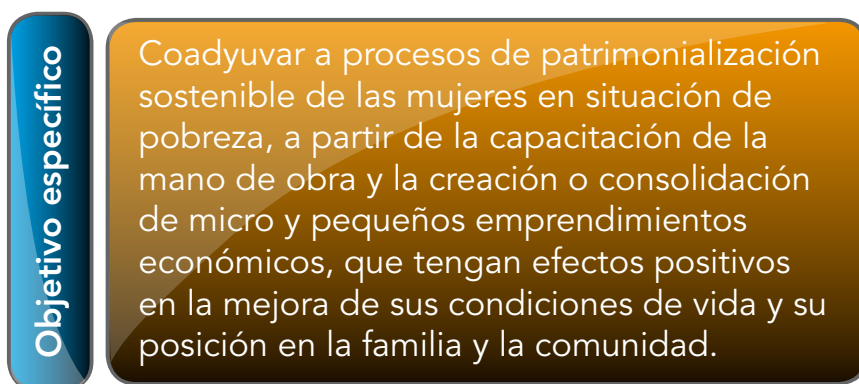 Objetivo específico
Coadyuvar a procesos de patrimonialización
sostenible de las mujeres en situación de
pobreza, a partir de la capacitación de la
mano de obra y la creación o consolidación
de micro y pequeños emprendimientos
económicos, que tengan efectos positivos
en la mejora de sus condiciones de vida y su
posición en la familia y la comunidad.